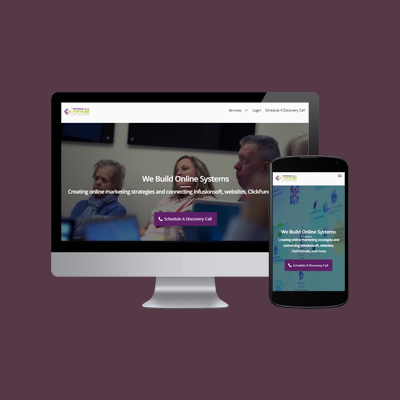 Services Login Schedule A Discovery Call
We Build Online Systems
Creating online marketing strategies and connecting Infusionsoft, websites, ClickFun
Schedule A Discovery Call
We Build Online Systems
Creating online marketing strategies and
connecting Infusionsoft, websites,
ClickFunnels and more
Schedule A Discovery Call